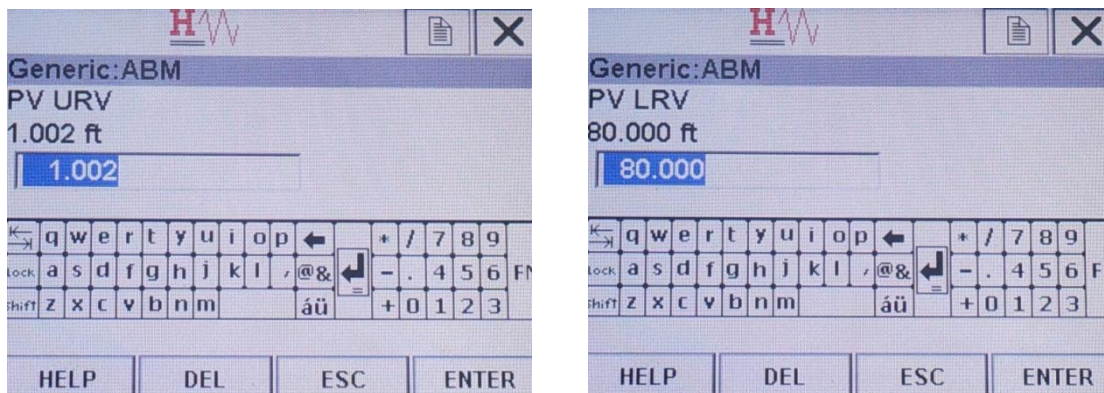 H
Generic:ABM
PV URV
1.002 ft
1.002
q w e r t y u i o p * / 7 8 9
Lock a s d f g h j k l , @& - . 4 5 6
Shift z x c v b n m áü = + 0 1 2 3
HELP DEL ESC ENTER
H
Generic:ABM
PV LRV
80.000 ft
80.000
q w e r t y u i o p * / 7 8 9
Lock a s d f g h j k l , @& - . 4 5 6
Shift z x c v b n m áü = + 0 1 2 3
HELP DEL ESC ENTER